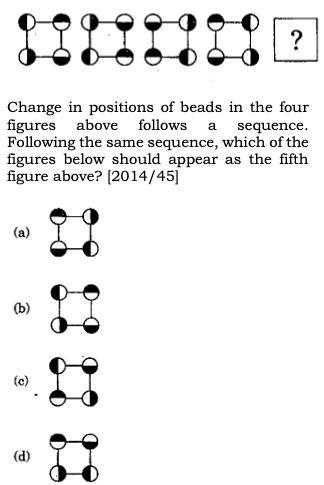 ?
Change in positions of beads in the four
figures above follows a sequence.
Following the same sequence, which of the
figures below should appear as the fifth
figure above? [2014/45]
(a)
(b)
(c)
(d)